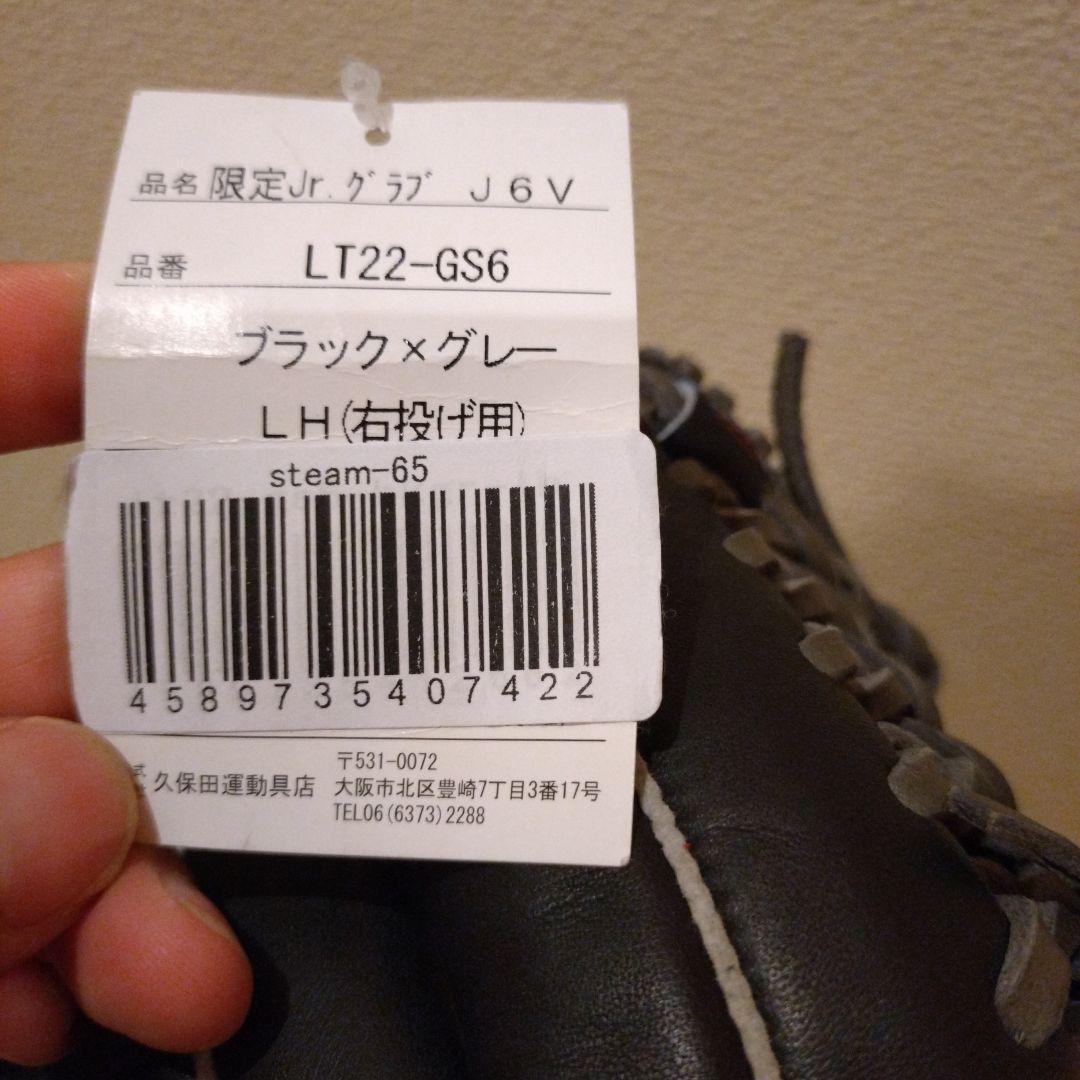 品名 限定Jr.ｸﾞﾗﾌﾞ Ｊ６Ｖ
品番 LT22-GS6
ブラック×グレー
ＬＨ(右投げ用)
steam-65
4589735407422
久保田運動具店
〒531-0072
大阪市北区豊崎7丁目3番17号
TEL06(6373)2288